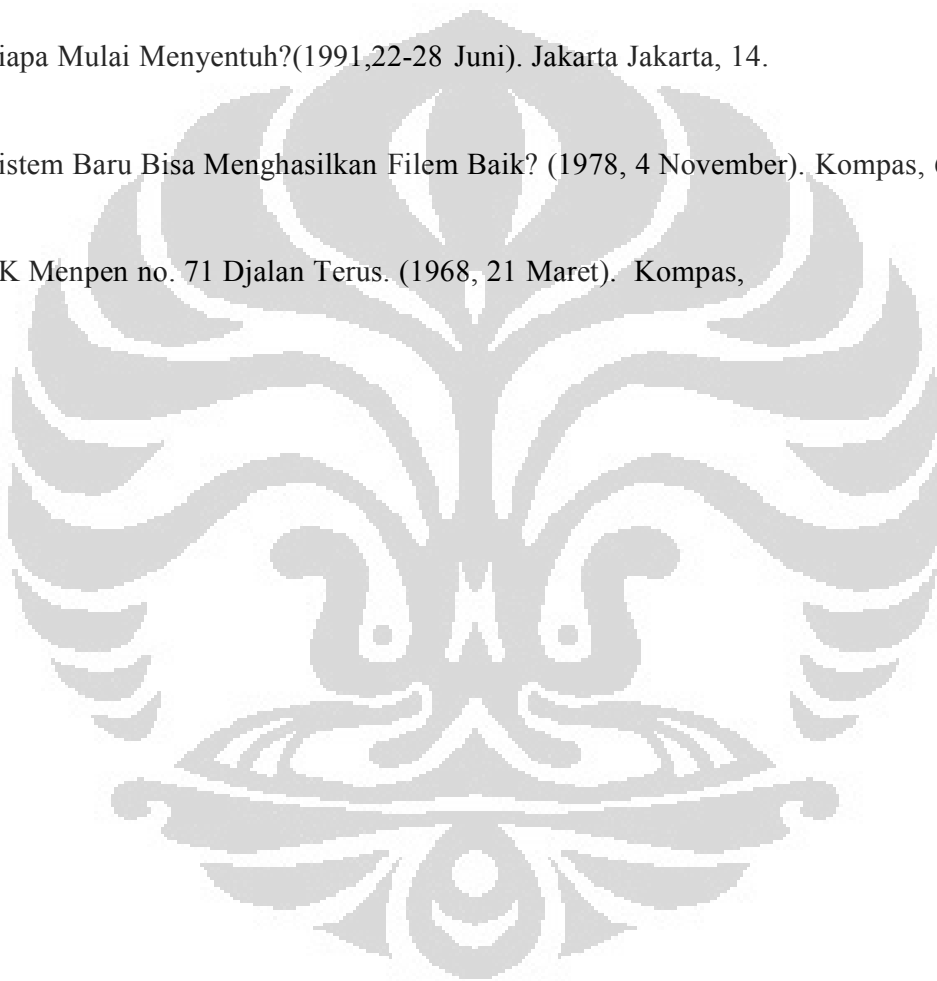 iapa Mulai Menyentuh?(1991,22-28 Juni). Jakarta Jakarta, 14.
istem Baru Bisa Menghasilkan Filem Baik? (1978, 4 November). Kompas,
K Menpen no. 71 Djalan Terus. (1968, 21 Maret).  Kompas,